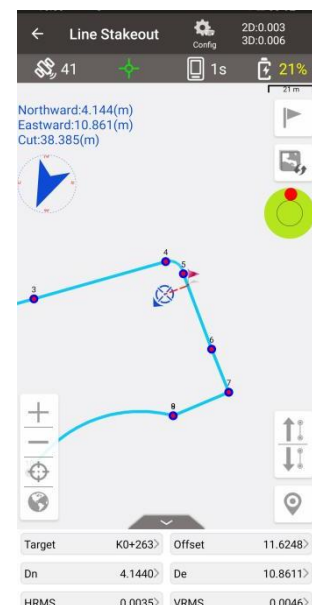 Line Stakeout
Config
2D:0.003
3D:0.006
41
1s
21%
21 m
Northward:4.144(m)
Eastward:10.861(m)
Cut:38.385(m)
4
5
3
6
7
8
Target K0+263> Offset 11.6248>
Dn 4.1440> De 10.8611>
HRMS 0.0035> VRMS 0.0046>